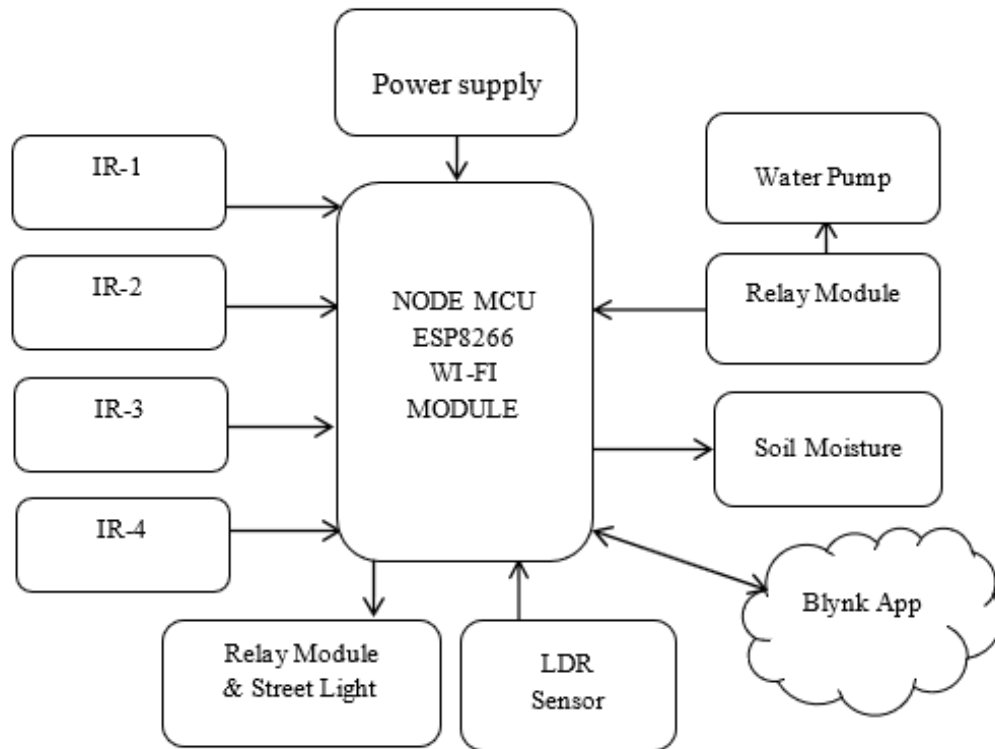 Power supply
IR-1
IR-2
IR-3
IR-4
NODE MCU
ESP8266
WI-FI
MODULE
Water Pump
Relay Module
Soil Moisture
Blynk App
Relay Module
& Street Light
LDR
Sensor